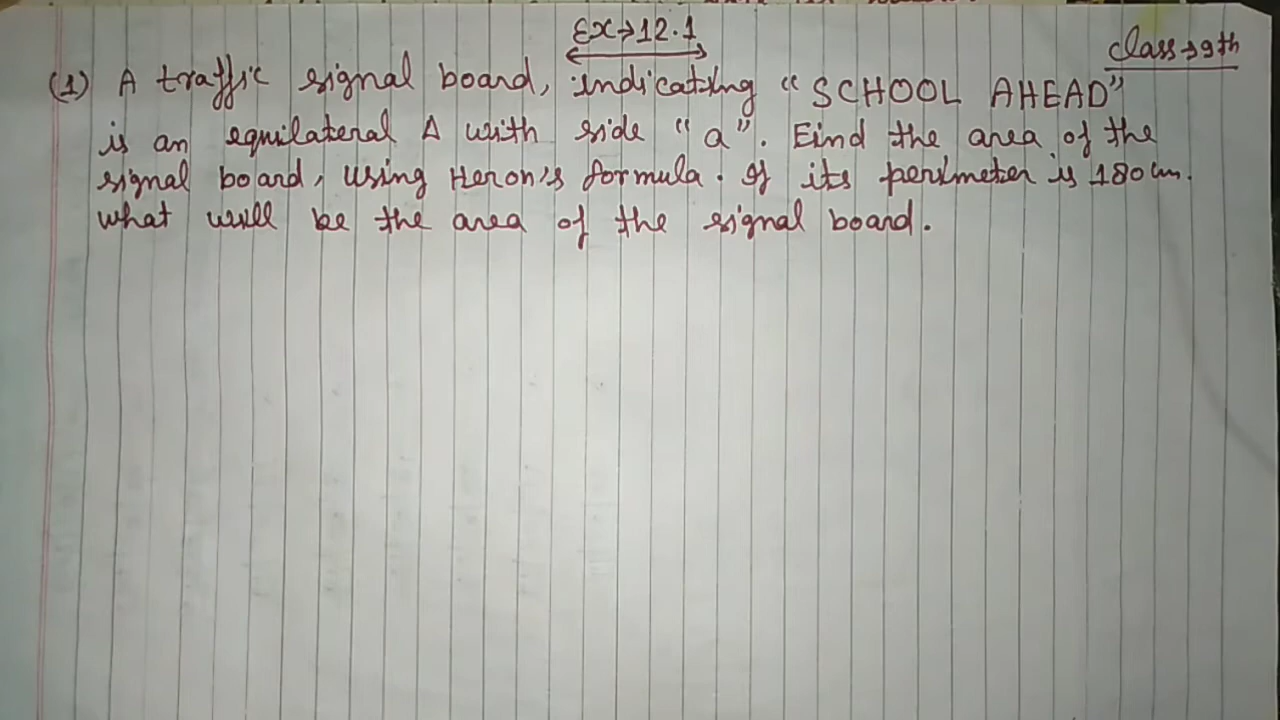 Ex→12.1
Class→9th
(1) A traffic signal board, indicating "SCHOOL AHEAD"
is an equilateral Δ with side "a". Find the area of the
signal board, using Heron's formula. If its perimeter is 180cm.
what will be the area of the signal board.